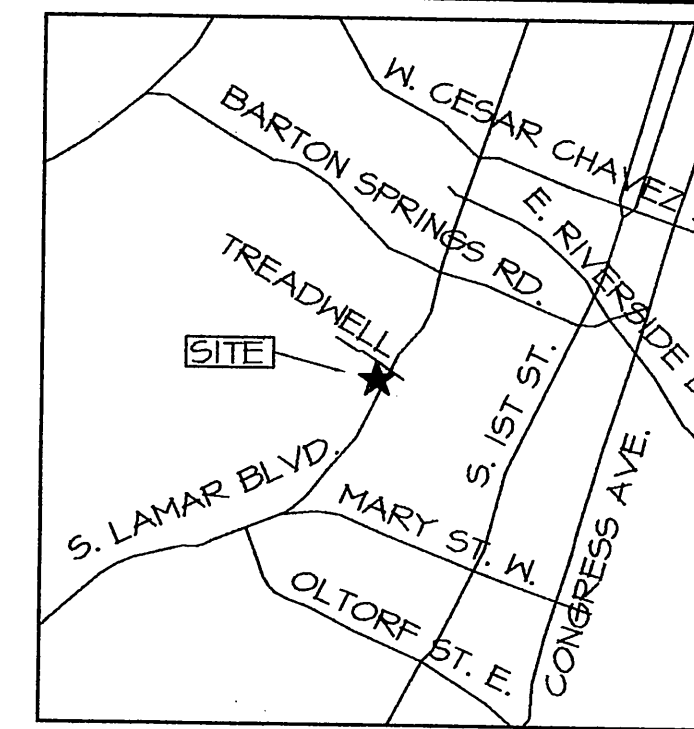 W. CESAR CHAVEZ
BARTON SPRINGS RD.
E. RIVERSIDE
TREADWELL
SITE
S. 1ST ST.
S. LAMAR BLVD.
MARY ST. W.
CONGRESS AVE.
OLTORF ST. E.